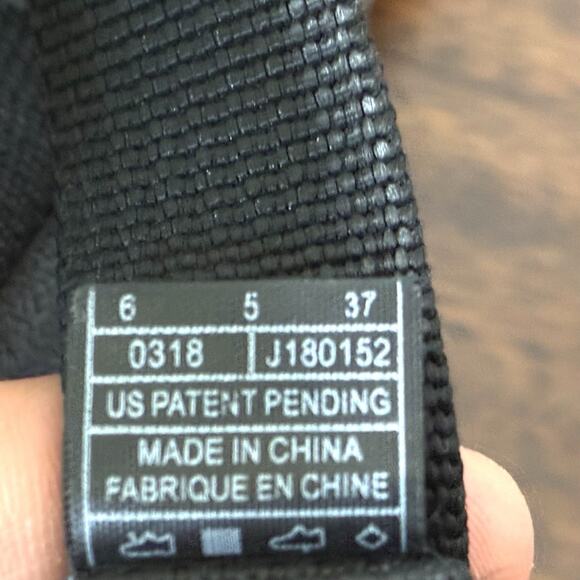 6 5 37
0318 J180152
US PATENT PENDING
MADE IN CHINA
FABRIQUE EN CHINE